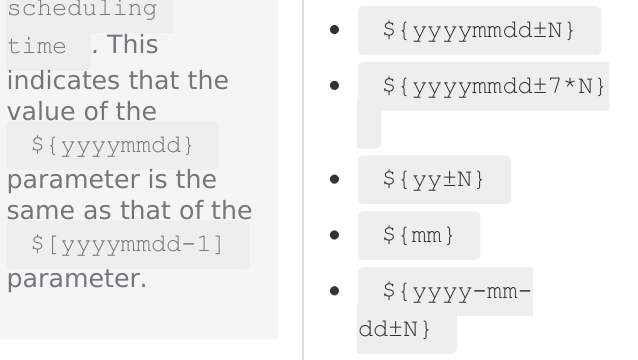 scheduling
time . This
indicates that the
value of the
${yyyymmdd}
parameter is the
same as that of the
$[yyyymmdd-1]
parameter.
• ${yyyymmdd±N}
• ${yyyymmdd±7*N}
• ${yy±N}
• ${mm}
• ${yyyy-mm-
dd±N}